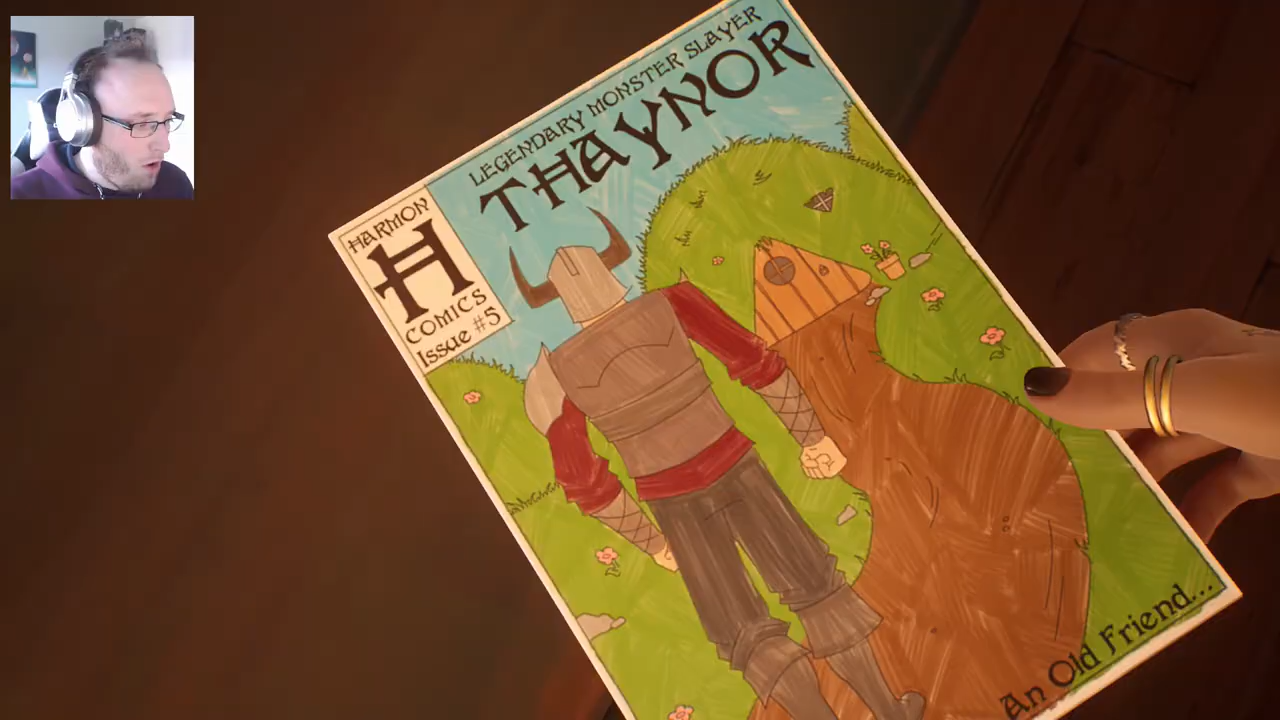 LEGENDARY MONSTER SLAYER
THAYNOR
HARMON
H
COMICS
Issue #5
An Old Friend...